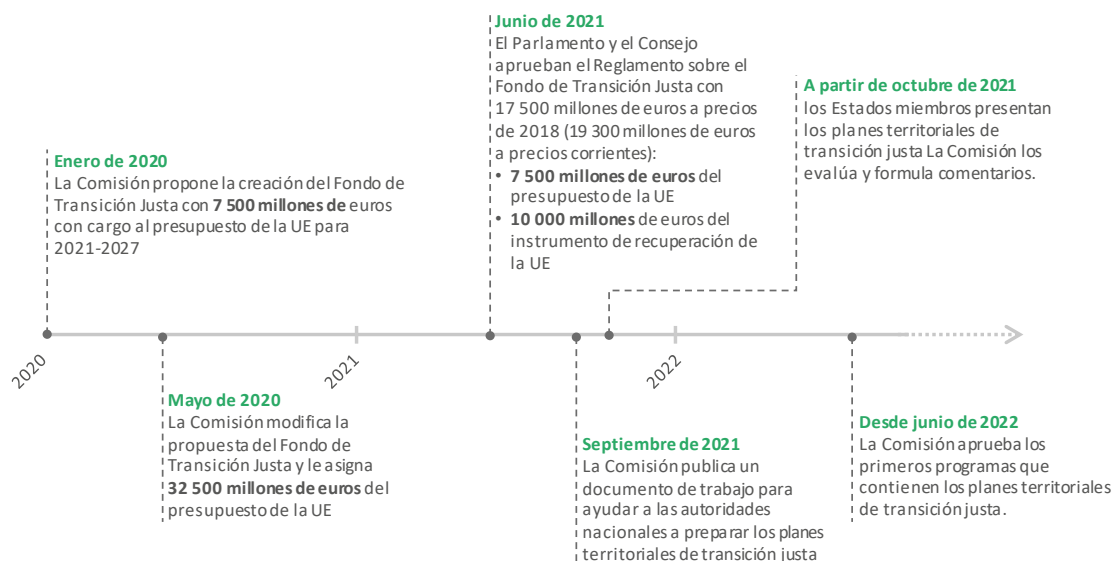 Enero de 2020
La Comisión propone la creación del Fondo de
Transición Justa con 7 500 millones de euros
con cargo al presupuesto de la UE para
2021-2027
Junio de 2021
El Parlamento y el Consejo
aprueban el Reglamento sobre el
Fondo de Transición Justa con
17 500 millones de euros a precios
de 2018 (19 300 millones de euros
a precios corrientes):
• 7 500 millones de euros del
presupuesto de la UE
• 10 000 millones de euros del
instrumento de recuperación de
la UE
A partir de octubre de 2021
los Estados miembros presentan
los planes territoriales de
transición justa La Comisión los
evalúa y formula comentarios.
2020
2021
2022
Mayo de 2020
La Comisión modifica la
propuesta del Fondo de
Transición Justa y le asigna
32 500 millones de euros del
presupuesto de la UE
Septiembre de 2021
La Comisión publica un
documento de trabajo para
ayudar a las autoridades
nacionales a preparar los planes
territoriales de transición justa
Desde junio de 2022
La Comisión aprueba los
primeros programas que
contienen los planes territoriales
de transición justa.